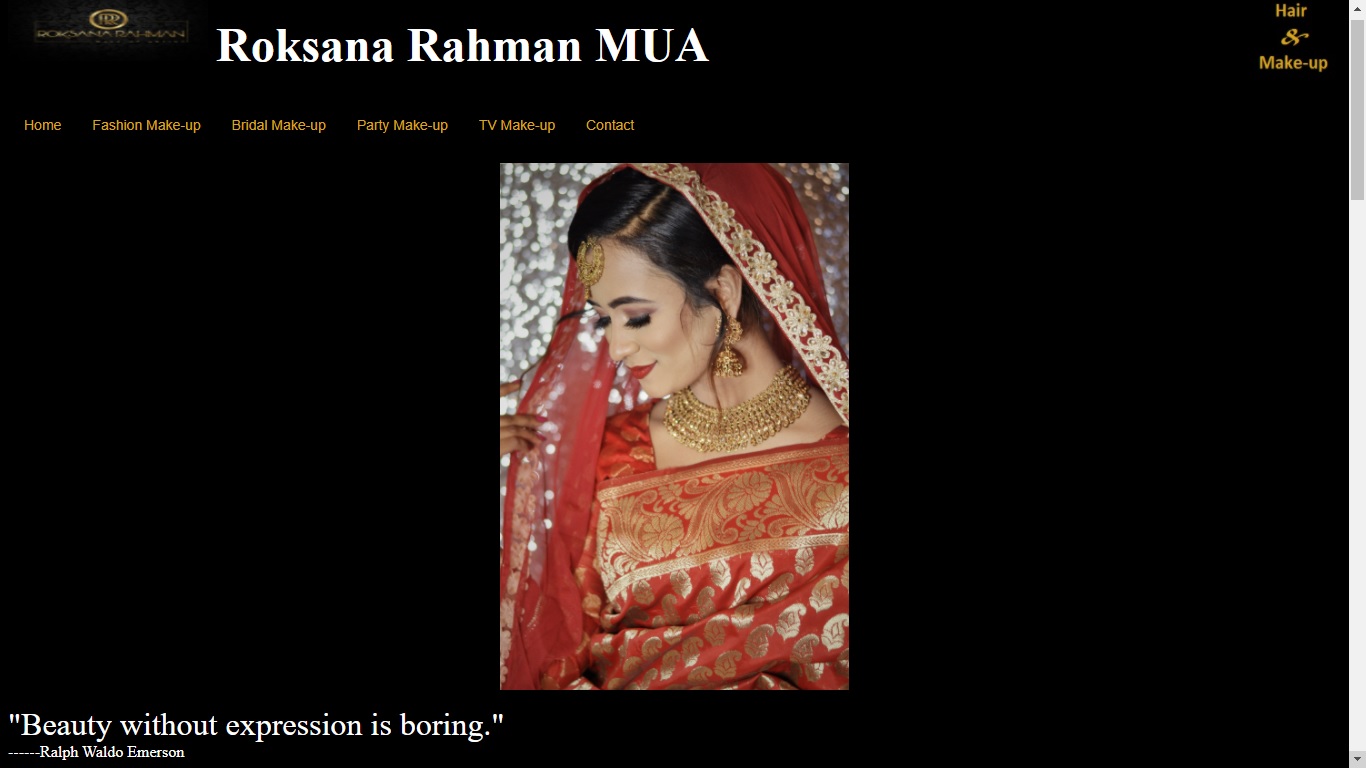 ROKSANA RAHMAN
Roksana Rahman MUA
Hair
&
Make-up
Home Fashion Make-up Bridal Make-up Party Make-up TV Make-up Contact
"Beauty without expression is boring."
------Ralph Waldo Emerson